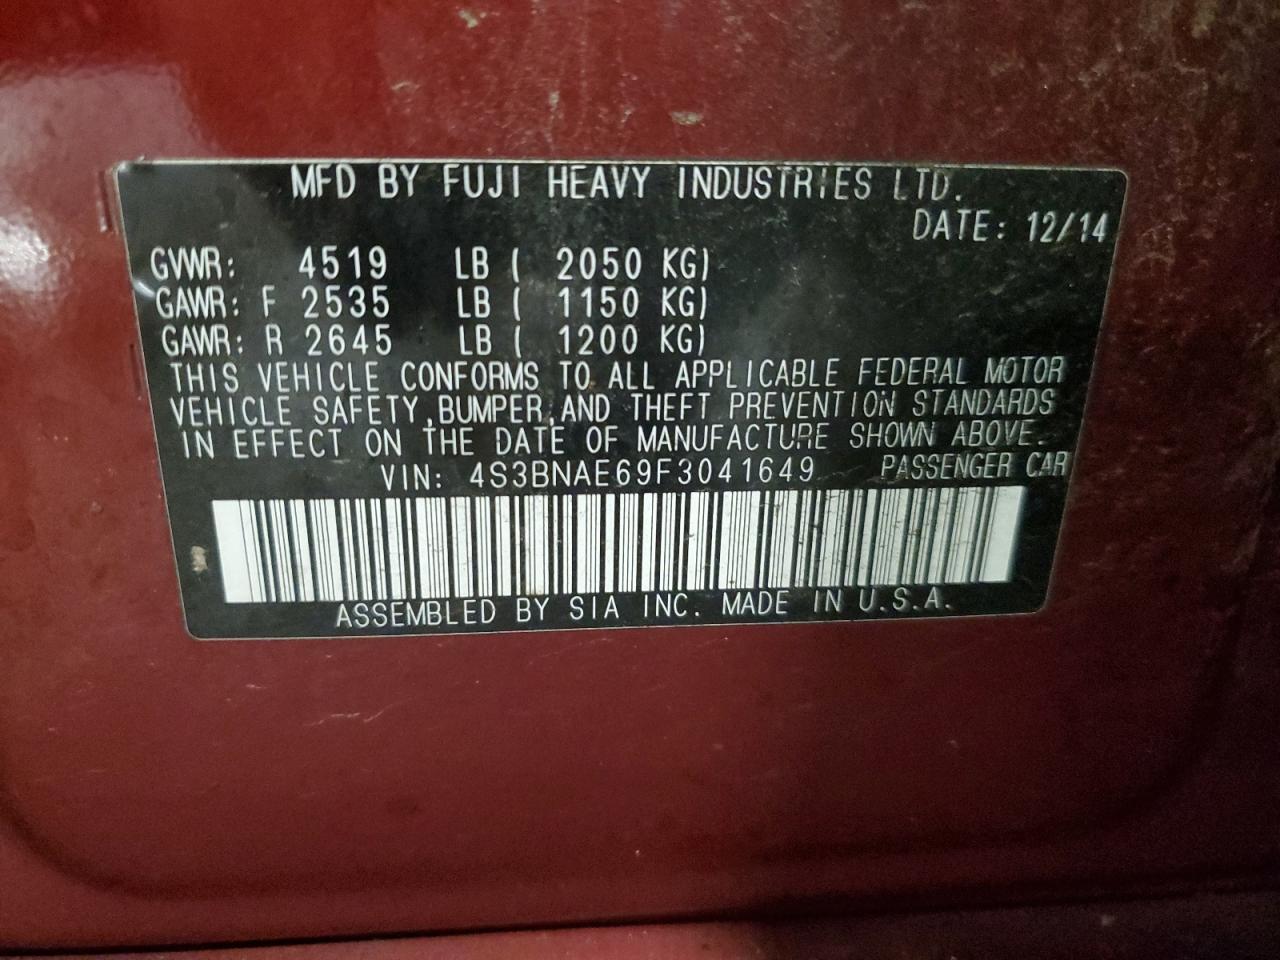 MFD BY FUJI HEAVY INDUSTRIES LTD.
DATE: 12/14
GVWR: 4519 LB ( 2050 KG)
GAWR: F 2535 LB ( 1150 KG)
GAWR: R 2645 LB ( 1200 KG)
THIS VEHICLE CONFORMS TO ALL APPLICABLE FEDERAL MOTOR
VEHICLE SAFETY,BUMPER,AND THEFT PREVENTION STANDARDS
IN EFFECT ON THE DATE OF MANUFACTURE SHOWN ABOVE.
VIN: 4S3BNAE69F3041649 PASSENGER CAR
ASSEMBLED BY SIA INC. MADE IN U.S.A.